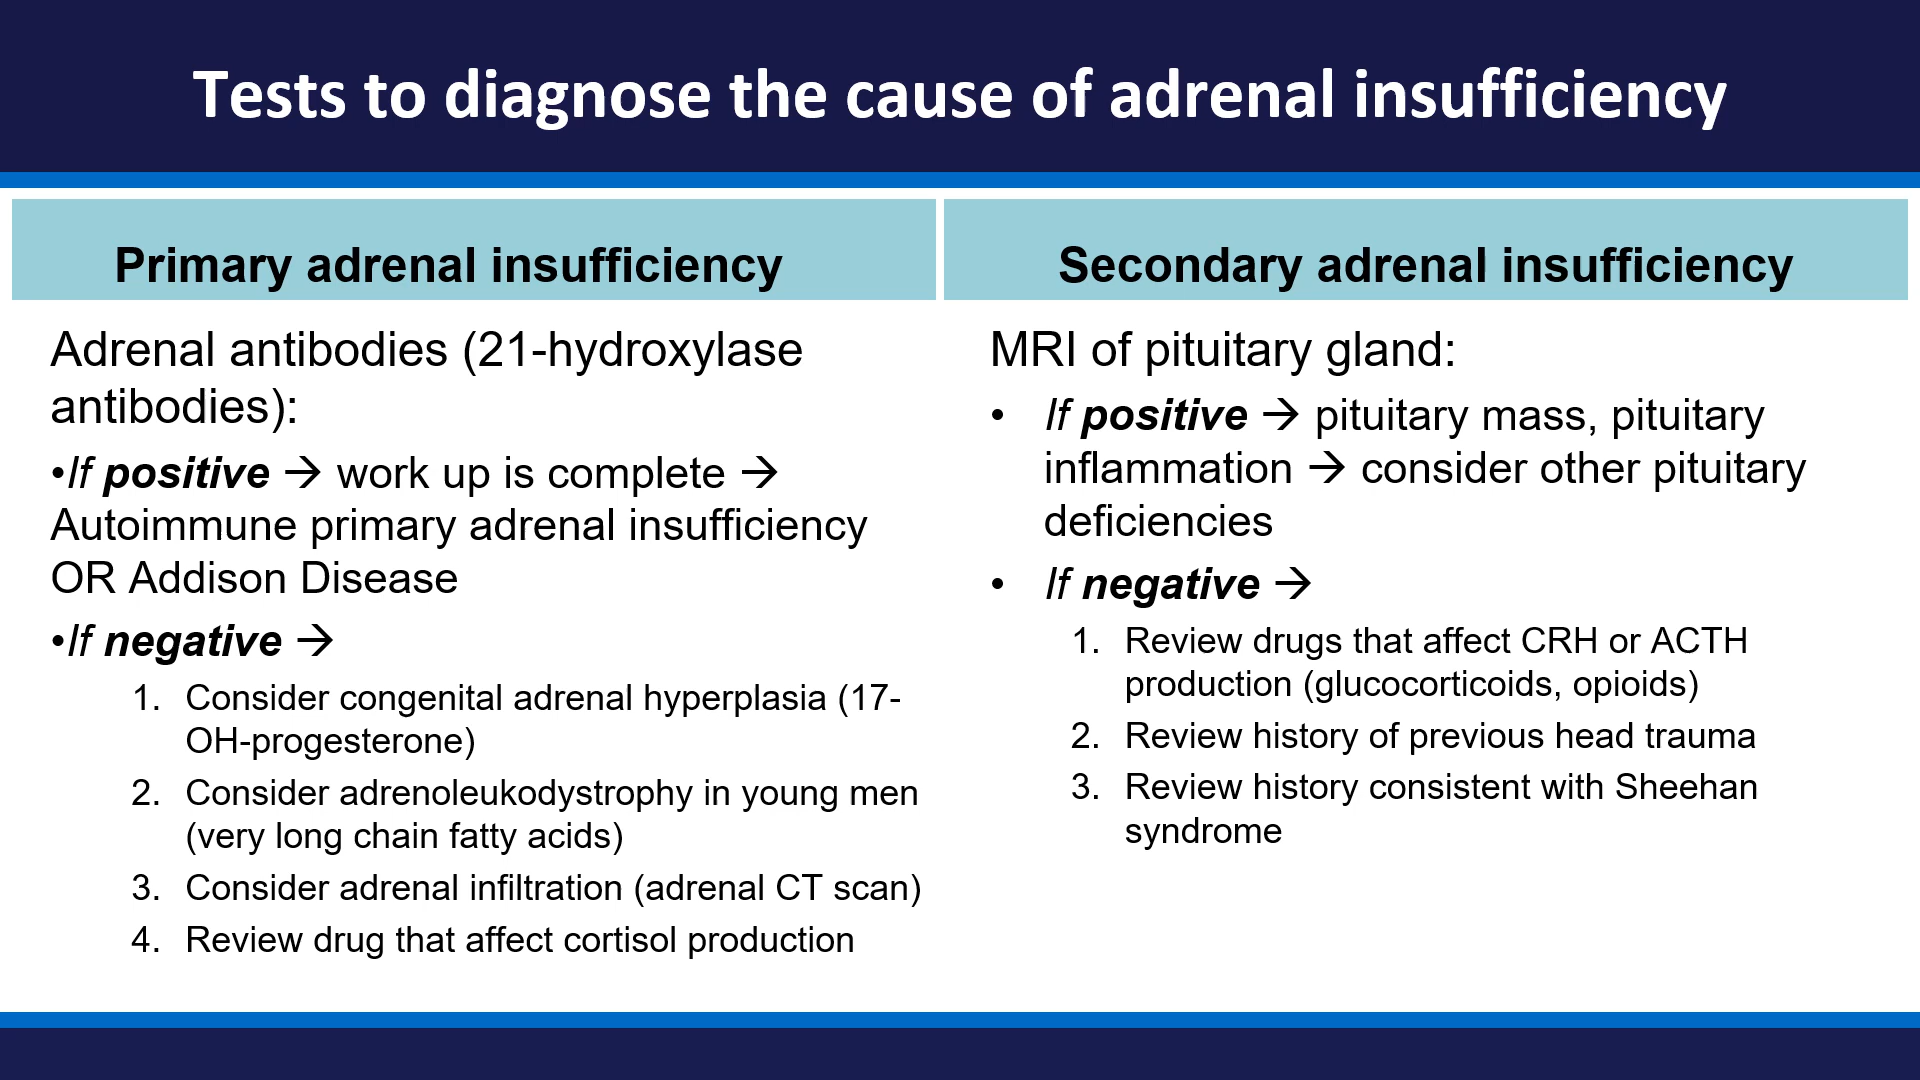 Tests to diagnose the cause of adrenal insufficiency
Primary adrenal insufficiency
Adrenal antibodies (21-hydroxylase
antibodies):
•If positive → work up is complete →
Autoimmune primary adrenal insufficiency
OR Addison Disease
•If negative →
1. Consider congenital adrenal hyperplasia (17-
OH-progesterone)
2. Consider adrenoleukodystrophy in young men
(very long chain fatty acids)
3. Consider adrenal infiltration (adrenal CT scan)
4. Review drug that affect cortisol production
Secondary adrenal insufficiency
MRI of pituitary gland:
• If positive → pituitary mass, pituitary
inflammation → consider other pituitary
deficiencies
• If negative →
1. Review drugs that affect CRH or ACTH
production (glucocorticoids, opioids)
2. Review history of previous head trauma
3. Review history consistent with Sheehan
syndrome